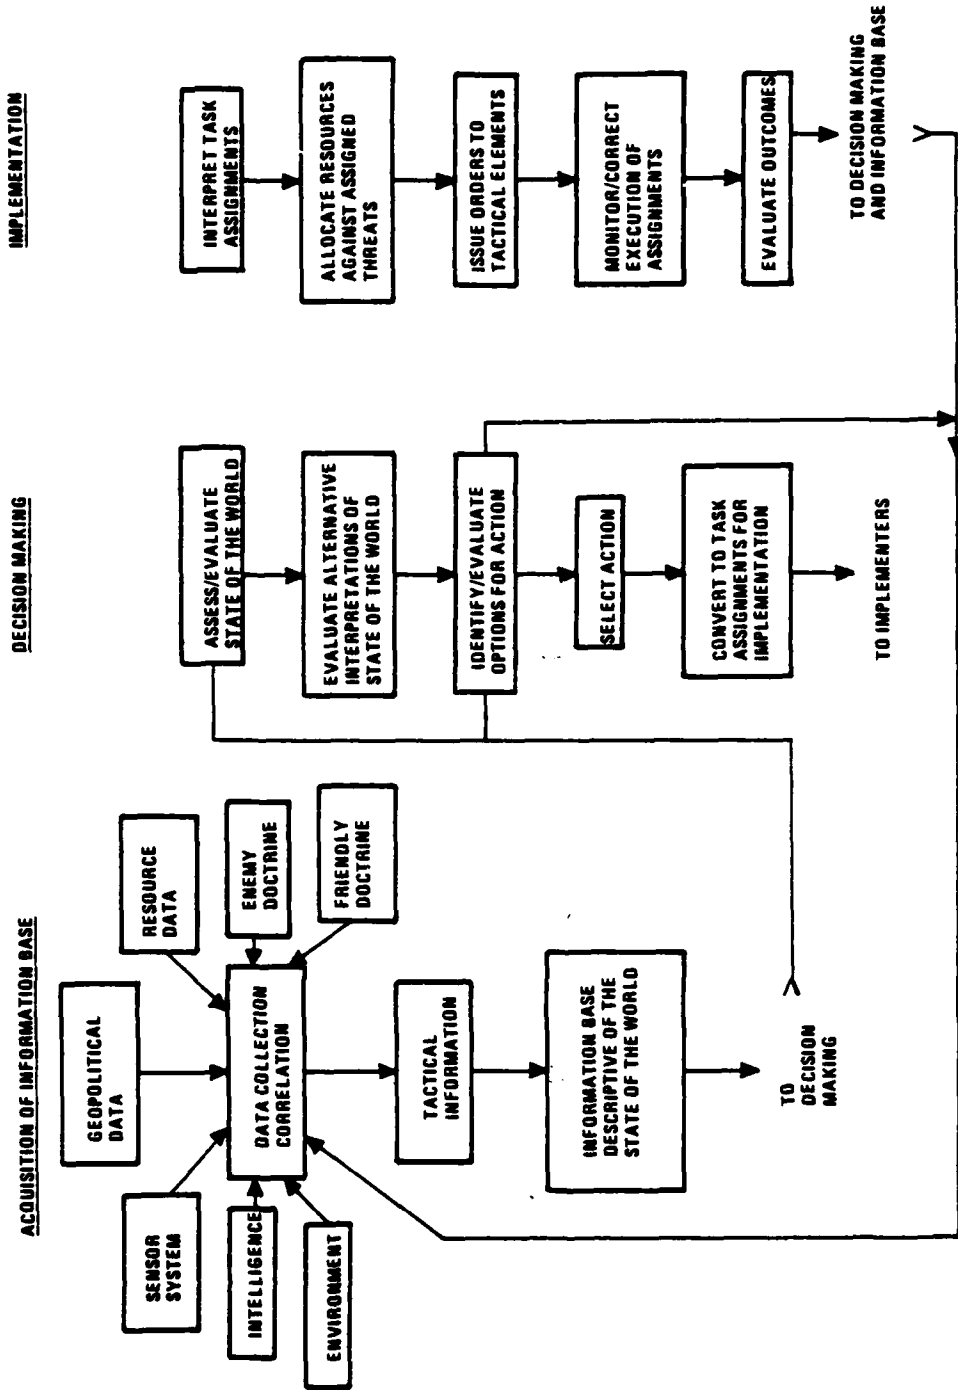 ACQUISITION OF INFORMATION BASE
GEOPOLITICAL
DATA
SENSOR
SYSTEM
RESOURCE
DATA
INTELLIGENCE
ENEMY
DOCTRINE
ENVIRONMENT
FRIENDLY
DOCTRINE
DATA COLLECTION
CORRELATION
TACTICAL
INFORMATION
INFORMATION BASE
DESCRIPTIVE OF THE
STATE OF THE WORLD
TO
DECISION
MAKING
DECISION MAKING
ASSESS/EVALUATE
STATE OF THE WORLD
EVALUATE ALTERNATIVE
INTERPRETATIONS OF
STATE OF THE WORLD
IDENTIFY/EVALUATE
OPTIONS FOR ACTION
SELECT ACTION
CONVERT TO TASK
ASSIGNMENTS FOR
IMPLEMENTATION
TO IMPLEMENTERS
IMPLEMENTATION
INTERPRET TASK
ASSIGNMENTS
ALLOCATE RESOURCES
AGAINST ASSIGNED
THREATS
ISSUE ORDERS TO
TACTICAL ELEMENTS
MONITOR/CORRECT
EXECUTION OF
ASSIGNMENTS
EVALUATE OUTCOMES
TO DECISION MAKING
AND INFORMATION BASE